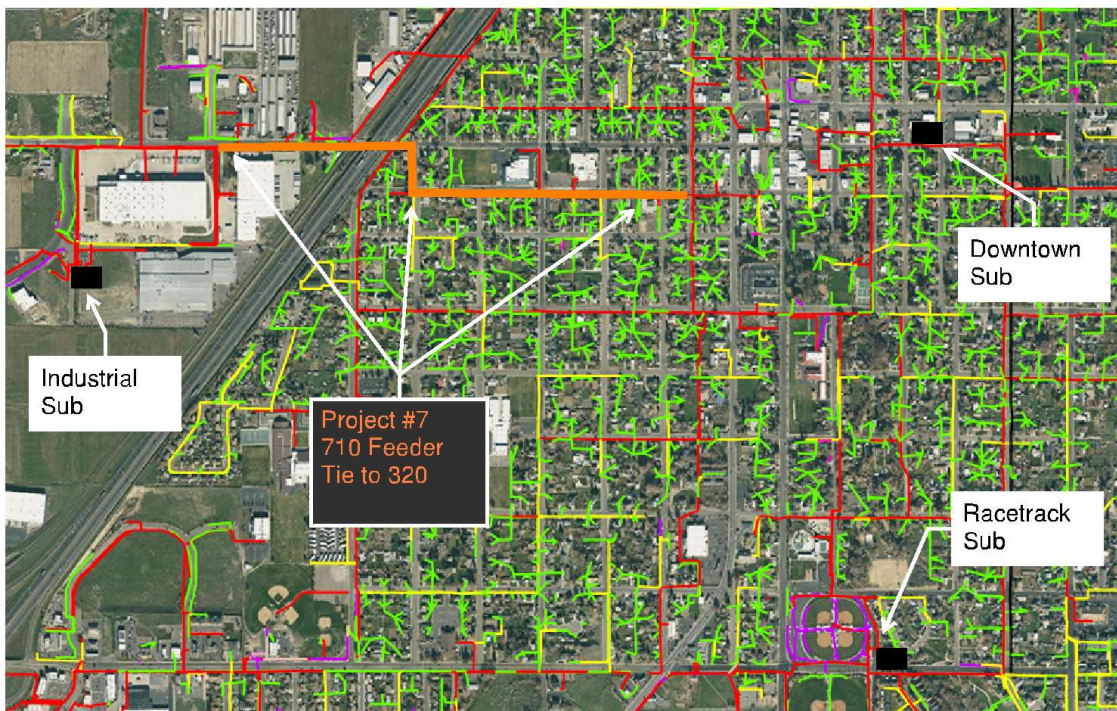 Downtown
Sub
Industrial
Sub
Project #7
710 Feeder
Tie to 320
Racetrack
Sub